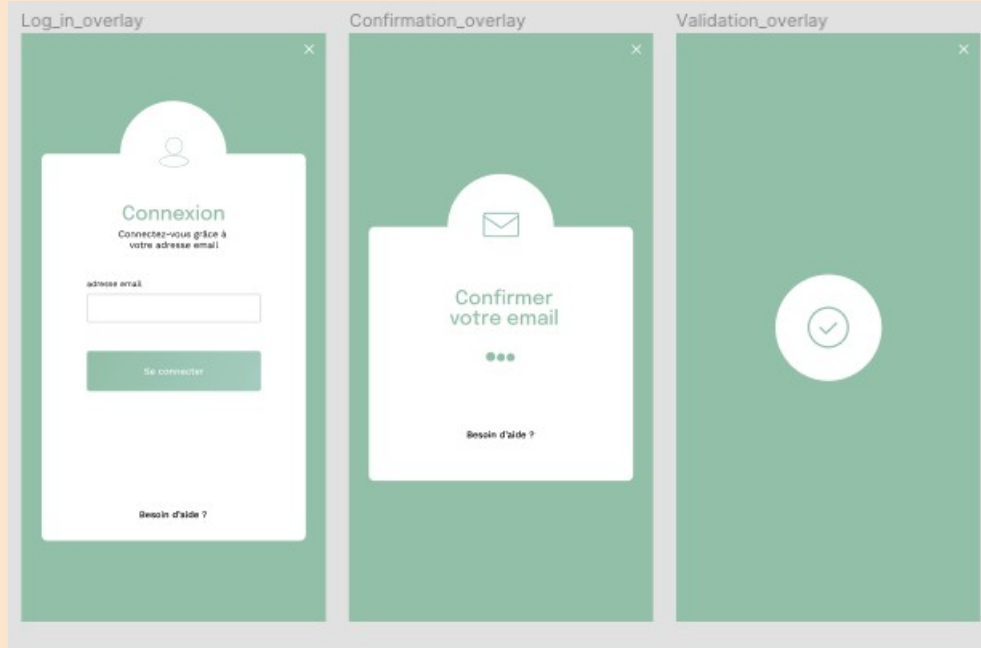 Log_in_overlay
Connexion
Connectez-vous grâce à
votre adresse email
adresse email
Se connecter
Besoin d'aide ?
Confirmation_overlay
Confirmer
votre email
Besoin d'aide ?
Validation_overlay